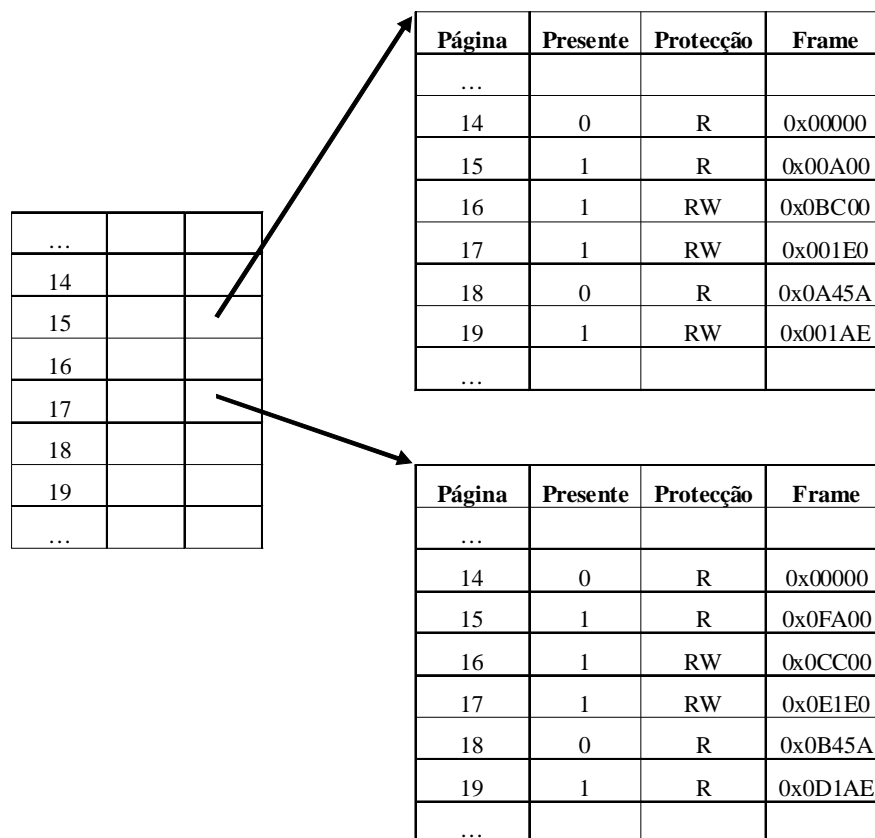 Página Presente Protecção Frame
...
14 0 R 0x00000
15 1 R 0x00A00
16 1 RW 0x0BC00
17 1 RW 0x001E0
18 0 R 0x0A45A
19 1 RW 0x001AE
...
...
14
15
16
17
18
19
...
Página Presente Protecção Frame
...
14 0 R 0x00000
15 1 R 0x0FA00
16 1 RW 0x0CC00
17 1 RW 0x0E1E0
18 0 R 0x0B45A
19 1 R 0x0D1AE
...